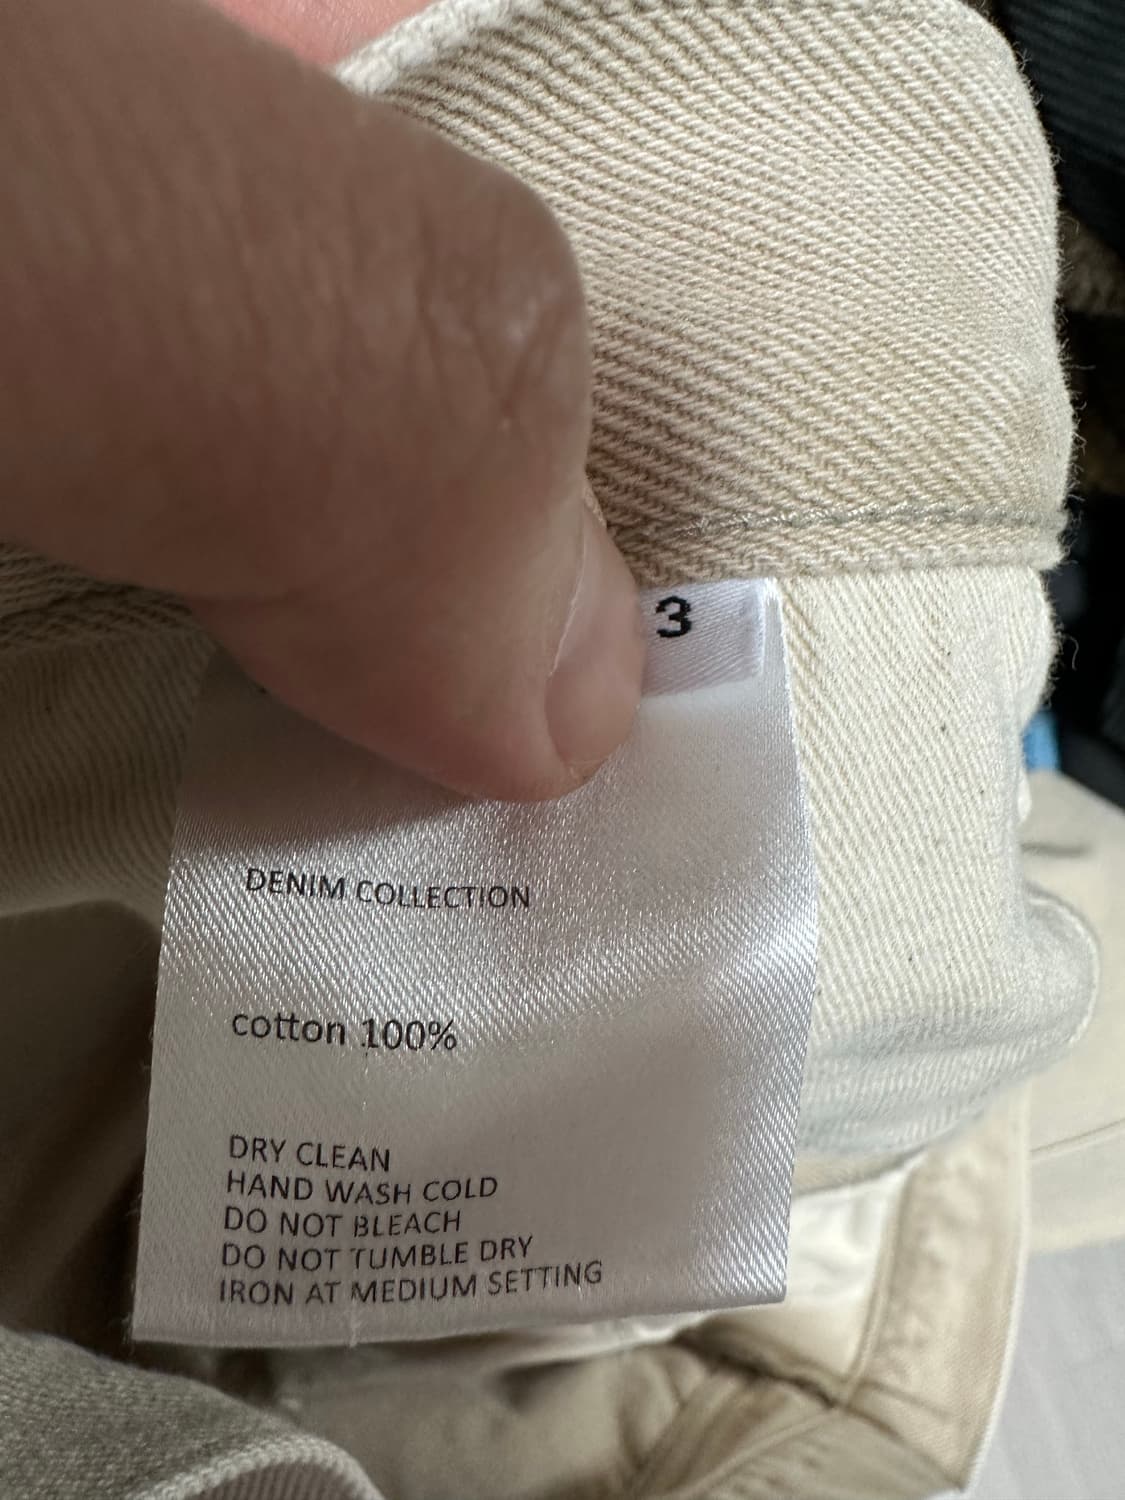 3
DENIM COLLECTION
cotton 100%
DRY CLEAN
HAND WASH COLD
DO NOT BLEACH
DO NOT TUMBLE DRY
IRON AT MEDIUM SETTING